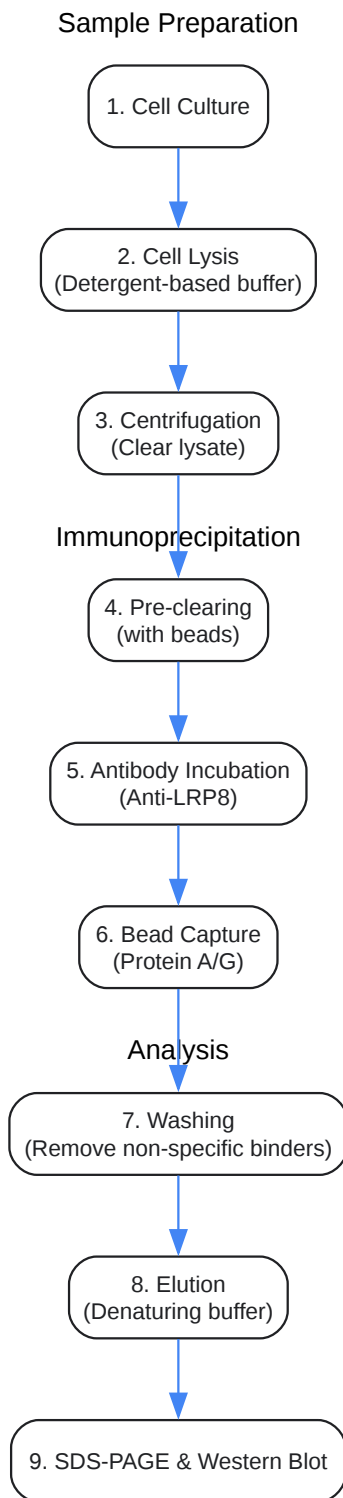 Sample Preparation
1. Cell Culture
2. Cell Lysis
(Detergent-based buffer)
3. Centrifugation
(Clear lysate)
Immunoprecipitation
4. Pre-clearing
(with beads)
5. Antibody Incubation
(Anti-LRP8)
6. Bead Capture
(Protein A/G)
Analysis
7. Washing
(Remove non-specific binders)
8. Elution
(Denaturing buffer)
9. SDS-PAGE & Western Blot